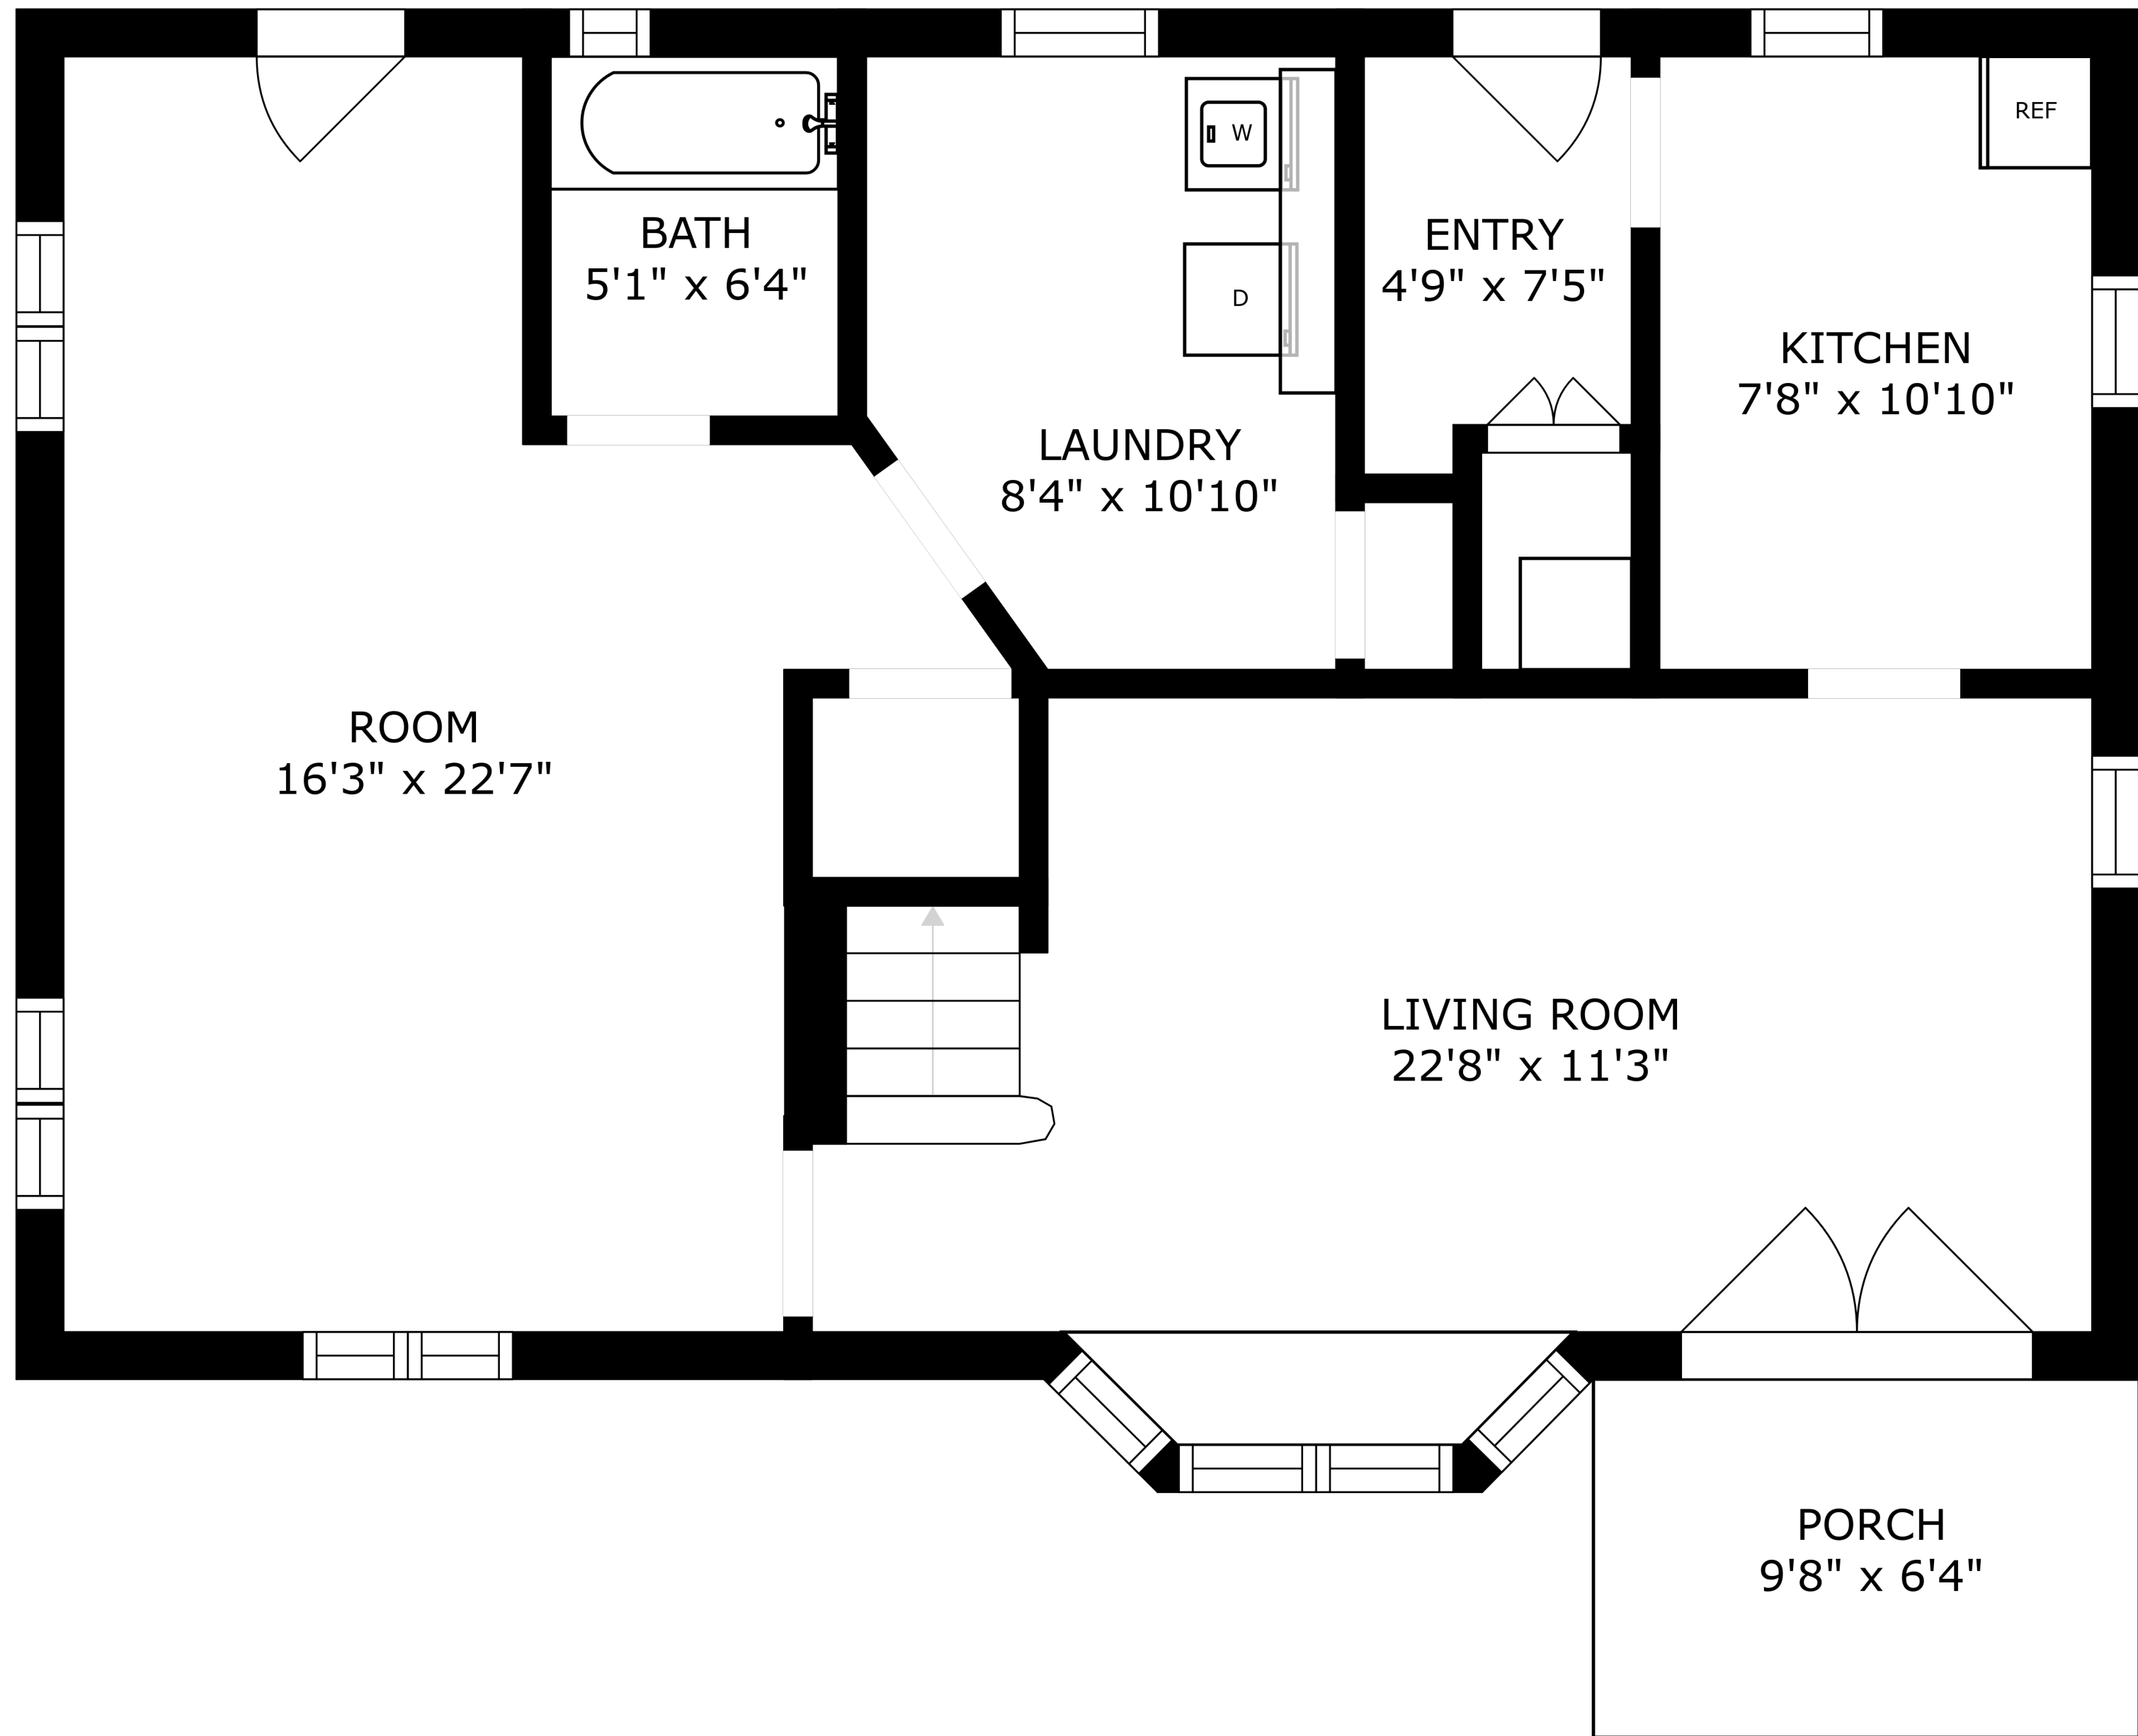 REF
W
BATH
5'1" x 6'4"
ENTRY
4'9" x 7'5"
D
KITCHEN
7'8" x 10'10"
LAUNDRY
8'4" x 10'10"
ROOM
16'3" x 22'7"
LIVING ROOM
22'8" x 11'3"
PORCH
9'8" x 6'4"